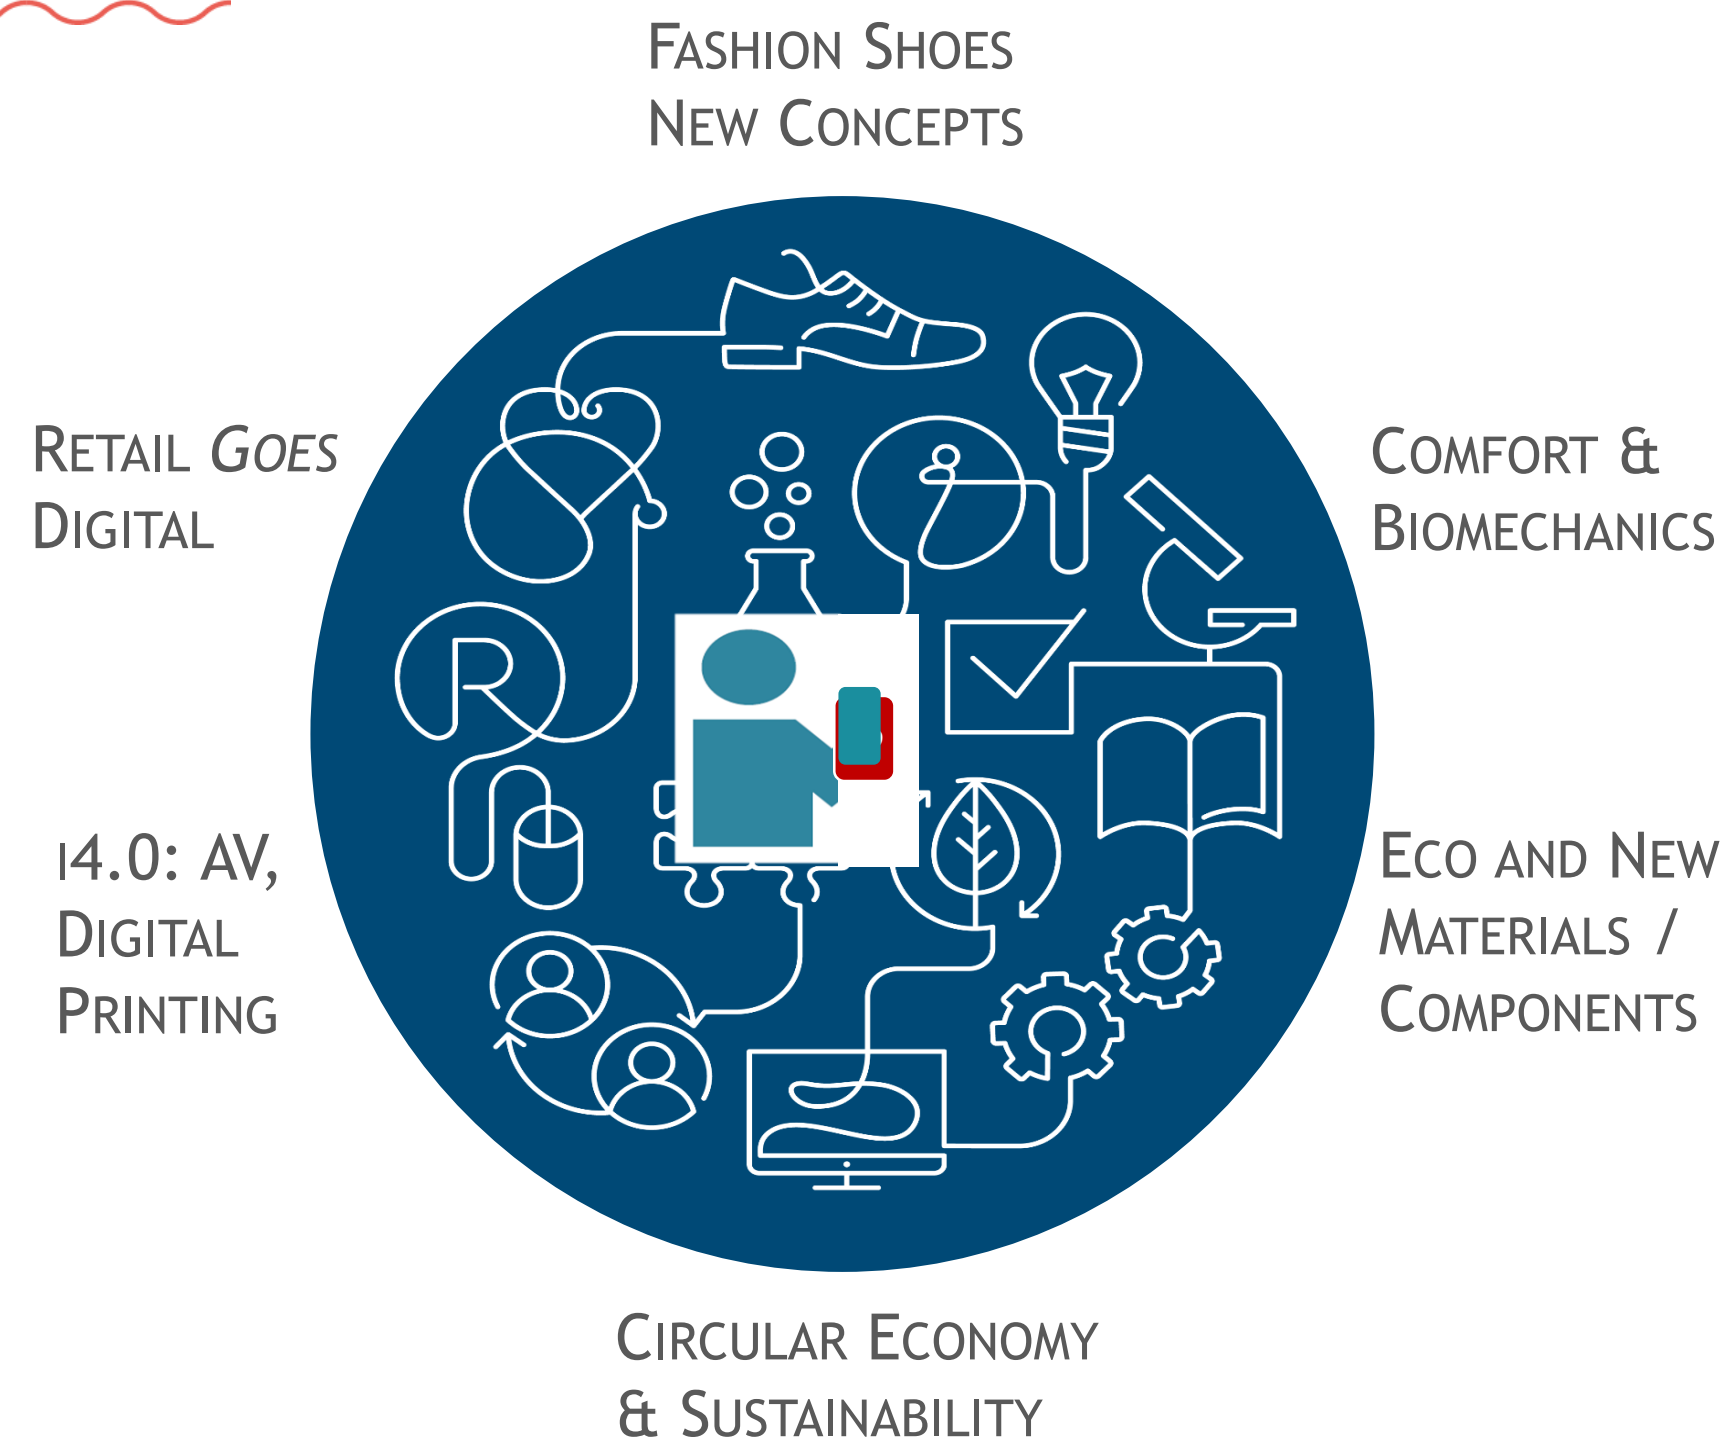 FASHION SHOES
NEW CONCEPTS
RETAIL GOES
DIGITAL
COMFORT &
BIOMECHANICS
I4.0: AV,
DIGITAL
PRINTING
ECO AND NEW
MATERIALS /
COMPONENTS
CIRCULAR ECONOMY
& SUSTAINABILITY
R
i